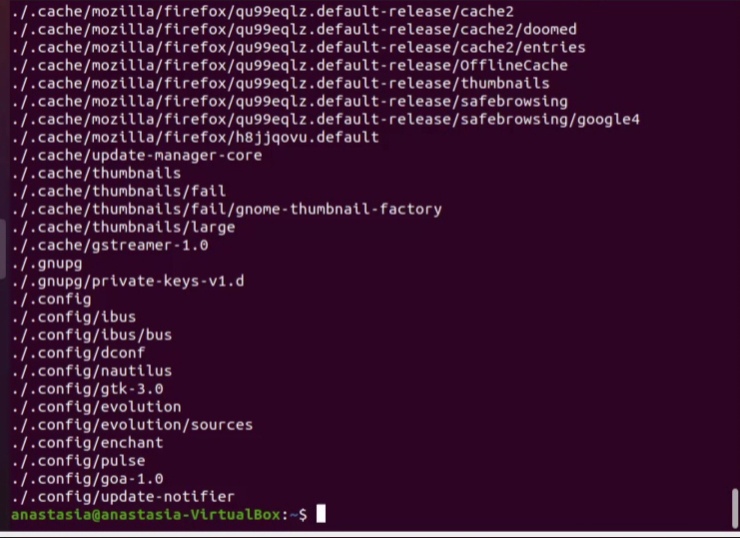 ./.cache/mozilla/firefox/qu99eqlz.default-release/cache2
./.cache/mozilla/firefox/qu99eqlz.default-release/cache2/doomed
./.cache/mozilla/firefox/qu99eqlz.default-release/cache2/entries
./.cache/mozilla/firefox/qu99eqlz.default-release/OfflineCache
./.cache/mozilla/firefox/qu99eqlz.default-release/thumbnails
./.cache/mozilla/firefox/qu99eqlz.default-release/safebrowsing
./.cache/mozilla/firefox/qu99eqlz.default-release/safebrowsing/google4
./.cache/mozilla/firefox/h8jjqovu.default
./.cache/update-manager-core
./.cache/thumbnails
./.cache/thumbnails/fail
./.cache/thumbnails/fail/gnome-thumbnail-factory
./.cache/thumbnails/large
./.cache/gstreamer-1.0
./.gnupg
./.gnupg/private-keys-v1.d
./.config
./.config/ibus
./.config/ibus/bus
./.config/dconf
./.config/nautilus
./.config/gtk-3.0
./.config/evolution
./.config/evolution/sources
./.config/enchant
./.config/pulse
./.config/goa-1.0
./.config/update-notifier
anastasia@anastasia-VirtualBox:~$